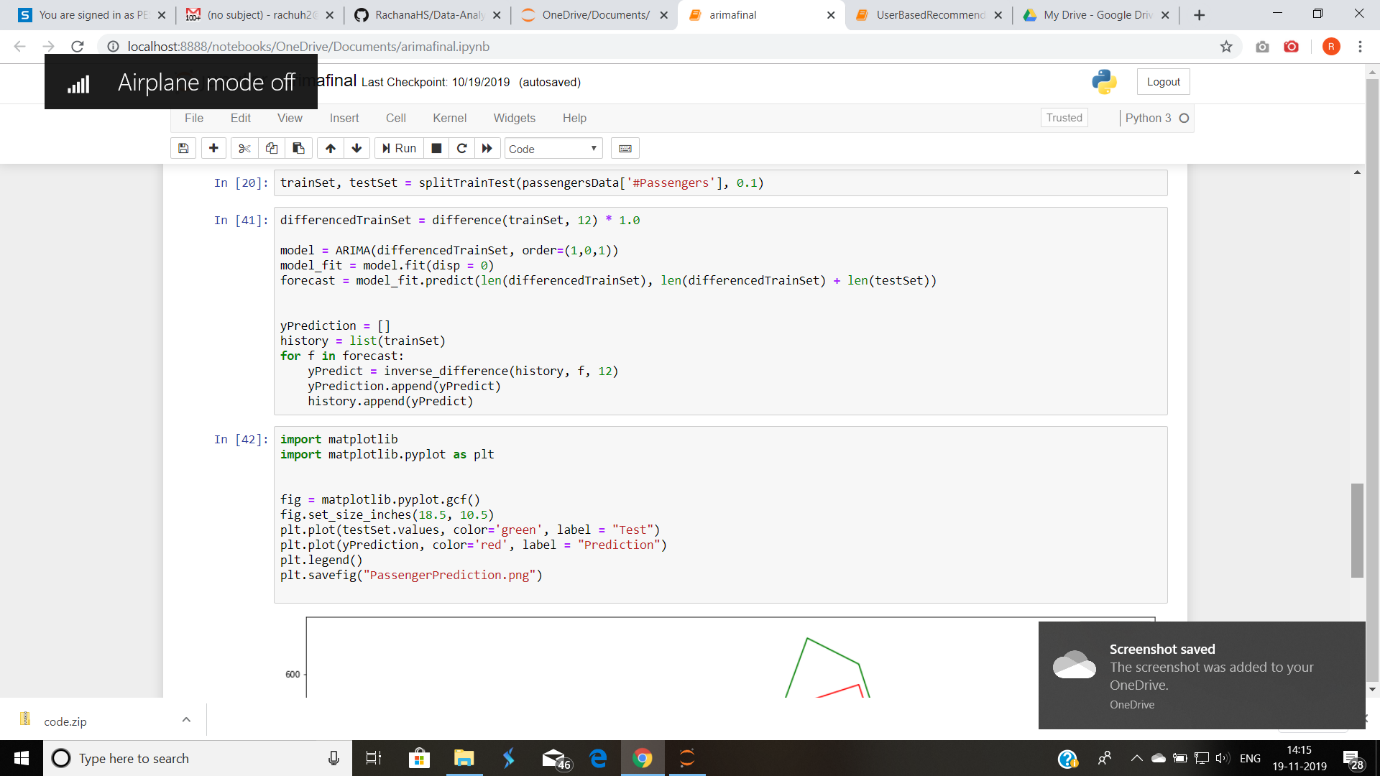 You are signed in as PE
(no subject) - rachuh2@
RachanaHS/Data-Analy
OneDrive/Documents/
arimafinal
UserBasedRecommend
My Drive - Google Driv
localhost:8888/notebooks/OneDrive/Documents/arimafinal.ipynb
R
Airplane mode off
imafinal Last Checkpoint: 10/19/2019 (autosaved)
Logout
File Edit View Insert Cell Kernel Widgets Help
Trusted
Python 3
Run
Code
In [20]: trainSet, testSet = splitTrainTest(passengersData['#Passengers'], 0.1)
In [41]: differencedTrainSet = difference(trainSet, 12) * 1.0
model = ARIMA(differencedTrainSet, order=(1,0,1))
model_fit = model.fit(disp = 0)
forecast = model_fit.predict(len(differencedTrainSet), len(differencedTrainSet) + len(testSet))
yPrediction = []
history = list(trainSet)
for f in forecast:
yPredict = inverse_difference(history, f, 12)
yPrediction.append(yPredict)
history.append(yPredict)
In [42]: import matplotlib
import matplotlib.pyplot as plt
fig = matplotlib.pyplot.gcf()
fig.set_size_inches(18.5, 10.5)
plt.plot(testSet.values, color='green', label = "Test")
plt.plot(yPrediction, color='red', label = "Prediction")
plt.legend()
plt.savefig("PassengerPrediction.png")
600
Screenshot saved
The screenshot was added to your
OneDrive.
OneDrive
code.zip
Type here to search
46
ENG
14:15
19-11-2019
28